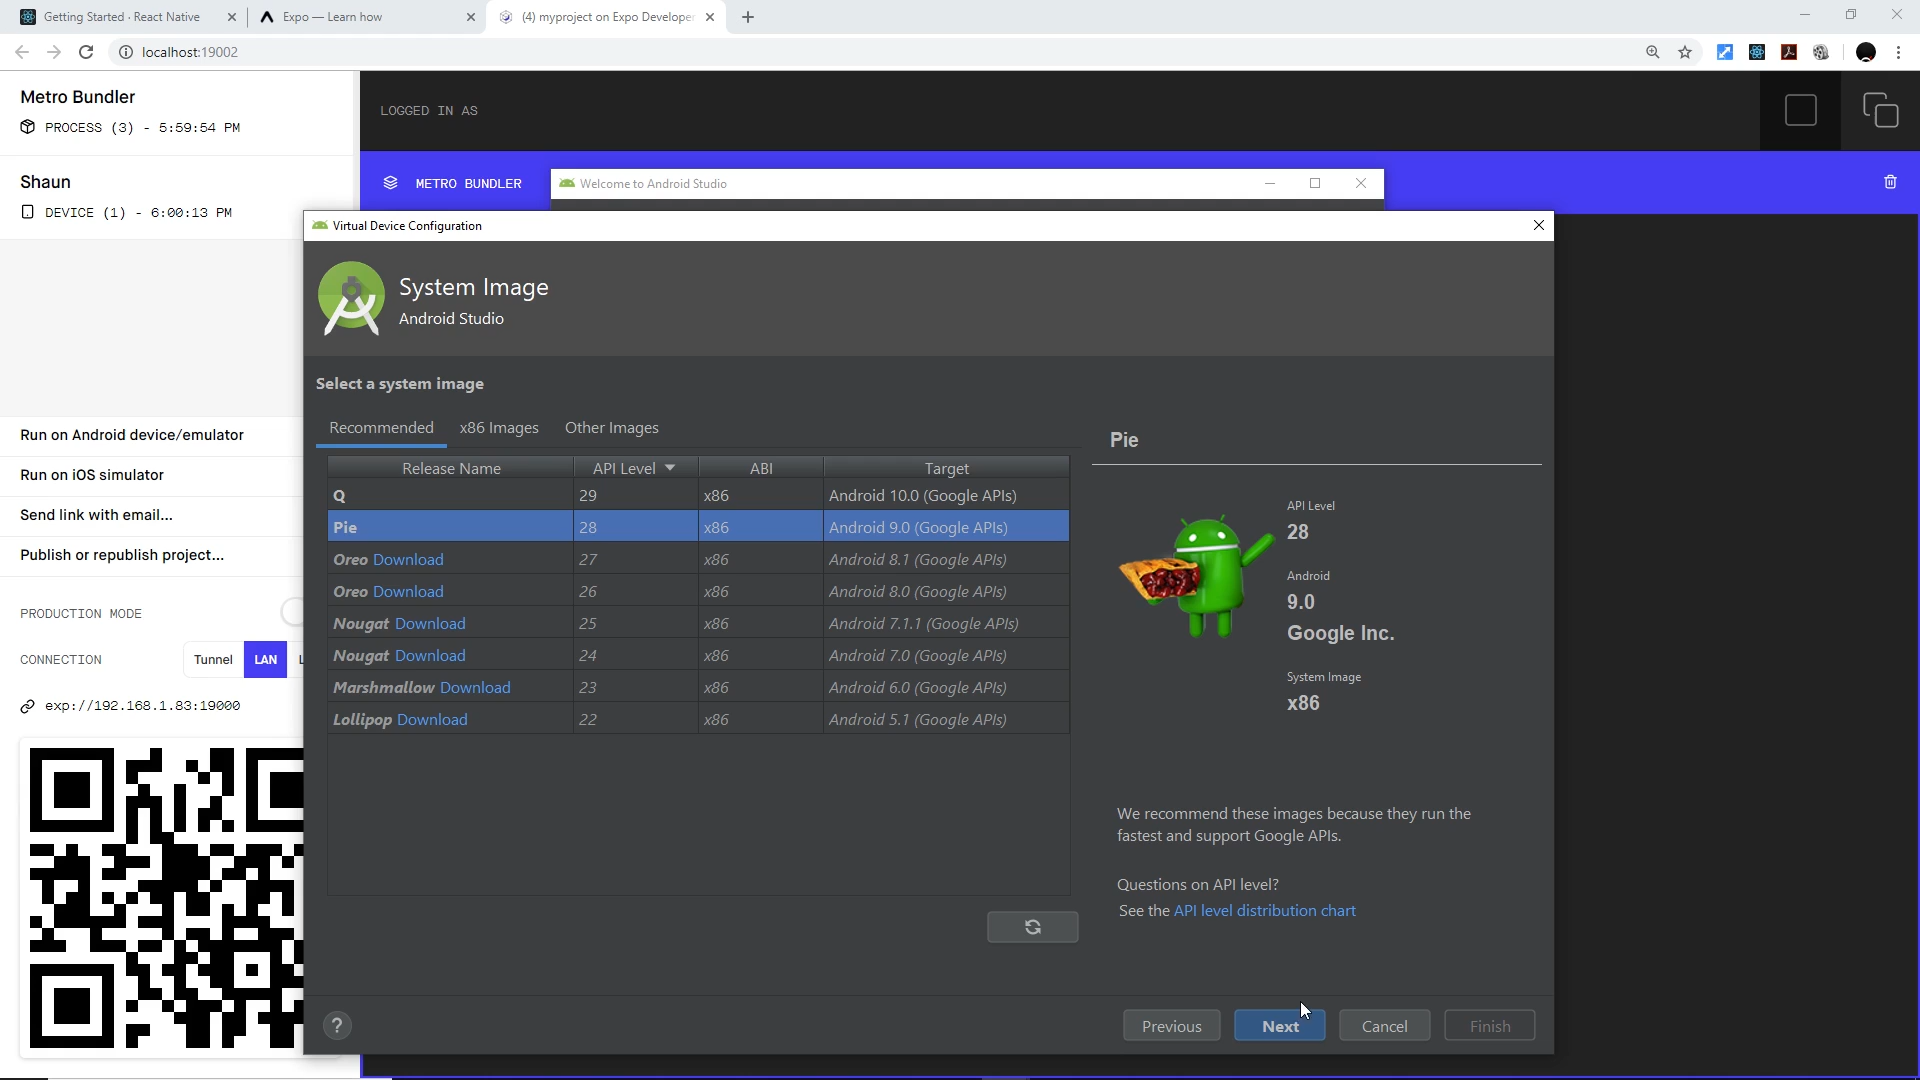 Getting Started · React Native
Expo — Learn how
(4) myproject on Expo Developer
localhost:19002
Metro Bundler
PROCESS (3) - 5:59:54 PM
LOGGED IN AS
Shaun
DEVICE (1) - 6:00:13 PM
METRO BUNDLER
Welcome to Android Studio
Virtual Device Configuration
System Image
Android Studio
Select a system image
Recommended x86 Images Other Images
Release Name API Level ABI Target
Q 29 x86 Android 10.0 (Google APIs)
Pie 28 x86 Android 9.0 (Google APIs)
Oreo Download 27 x86 Android 8.1 (Google APIs)
Oreo Download 26 x86 Android 8.0 (Google APIs)
Nougat Download 25 x86 Android 7.1.1 (Google APIs)
Nougat Download 24 x86 Android 7.0 (Google APIs)
Marshmallow Download 23 x86 Android 6.0 (Google APIs)
Lollipop Download 22 x86 Android 5.1 (Google APIs)
Pie
API Level
28
Android
9.0
Google Inc.
System Image
x86
We recommend these images because they run the
fastest and support Google APIs.
Questions on API level?
See the API level distribution chart
?
Previous Next Cancel Finish
Run on Android device/emulator
Run on iOS simulator
Send link with email...
Publish or republish project...
PRODUCTION MODE
CONNECTION Tunnel LAN L
exp://192.168.1.83:19000